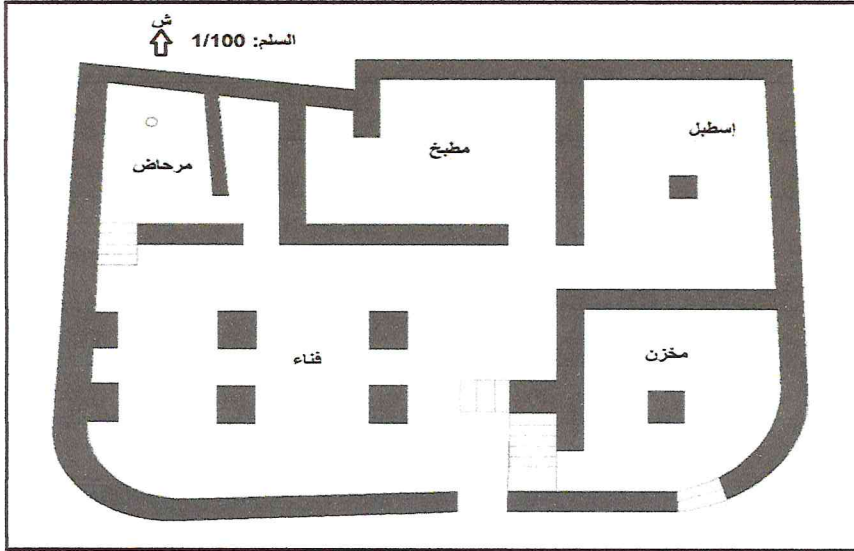 ش
السلم: 1/100
إسطبل
مطبخ
مرحاض
مخزن
فناء